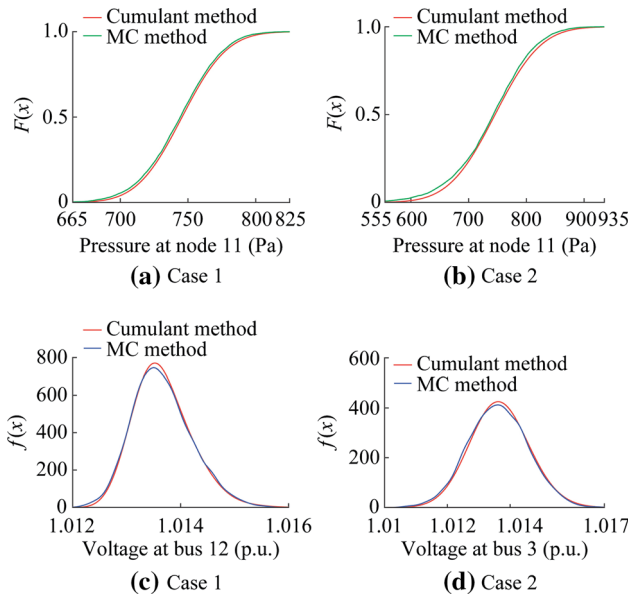 Cumulant method
MC method
1.0
0.5
0
F(x)
665 700 750 800 825
Pressure at node 11 (Pa)
(a) Case 1
Cumulant method
MC method
1.0
0.5
0
F(x)
555 600 700 800 900 935
Pressure at node 11 (Pa)
(b) Case 2
Cumulant method
MC method
800
600
400
200
0
f(x)
1.012 1.014 1.016
Voltage at bus 12 (p.u.)
(c) Case 1
Cumulant method
MC method
600
400
200
0
f(x)
1.01 1.012 1.014 1.017
Voltage at bus 3 (p.u.)
(d) Case 2